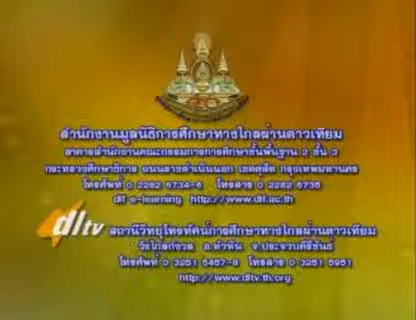 สำนักงานมูลนิธิการศึกษาทางไกลผ่านดาวเทียม
อาคารสำนักงานคณะกรรมการการศึกษาขั้นพื้นฐาน 2 ชั้น 3
กระทรวงศึกษาธิการ ถนนราชดำเนินนอก เขตดุสิต กรุงเทพมหานคร
โทรศัพท์ 0 2282 6734-6 โทรสาร 0 2282 6735
dlf e-learning http://www.dlf.ac.th
dltv สถานีวิทยุโทรทัศน์การศึกษาทางไกลผ่านดาวเทียม
วังไกลกังวล อ.หัวหิน จ.ประจวบคีรีขันธ์
โทรศัพท์ 0 3251 5457-8 โทรสาร 0 3251 5951
http://www.dltv.th.org